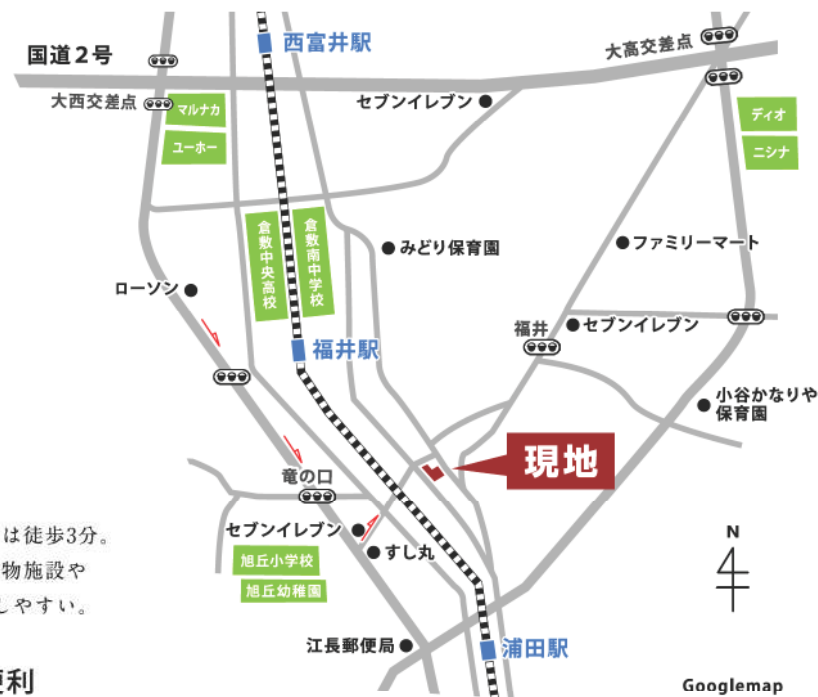 西富井駅
国道２号
大高交差点
大西交差点
マルナカ
ユーホー
セブンイレブン
ディオ
ニシナ
倉敷中央高校
倉敷南中学校
みどり保育園
ファミリーマート
ローソン
福井駅
福井
セブンイレブン
小谷かなりや
保育園
現地
竜の口
セブンイレブン
すし丸
旭丘小学校
旭丘幼稚園
は徒歩3分。
物施設や
しやすい。
N
江長郵便局
浦田駅
便利
Googlemap